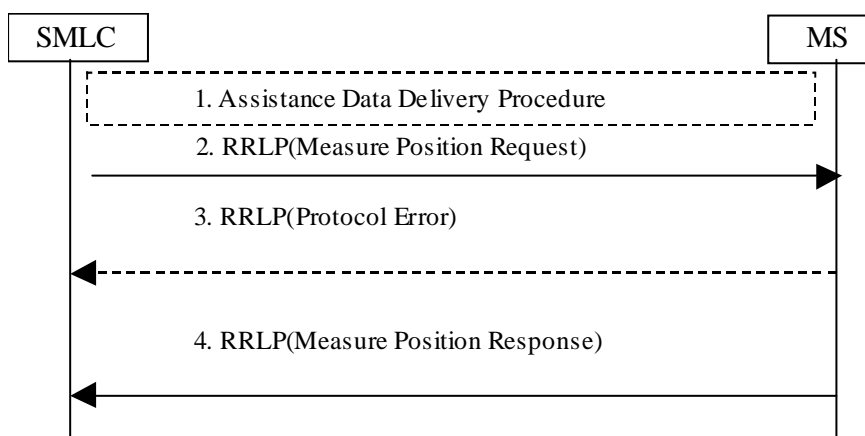 SMLC
MS
1. Assistance Data Delivery Procedure
2. RRLP(Measure Position Request)
3. RRLP(Protocol Error)
4. RRLP(Measure Position Response)